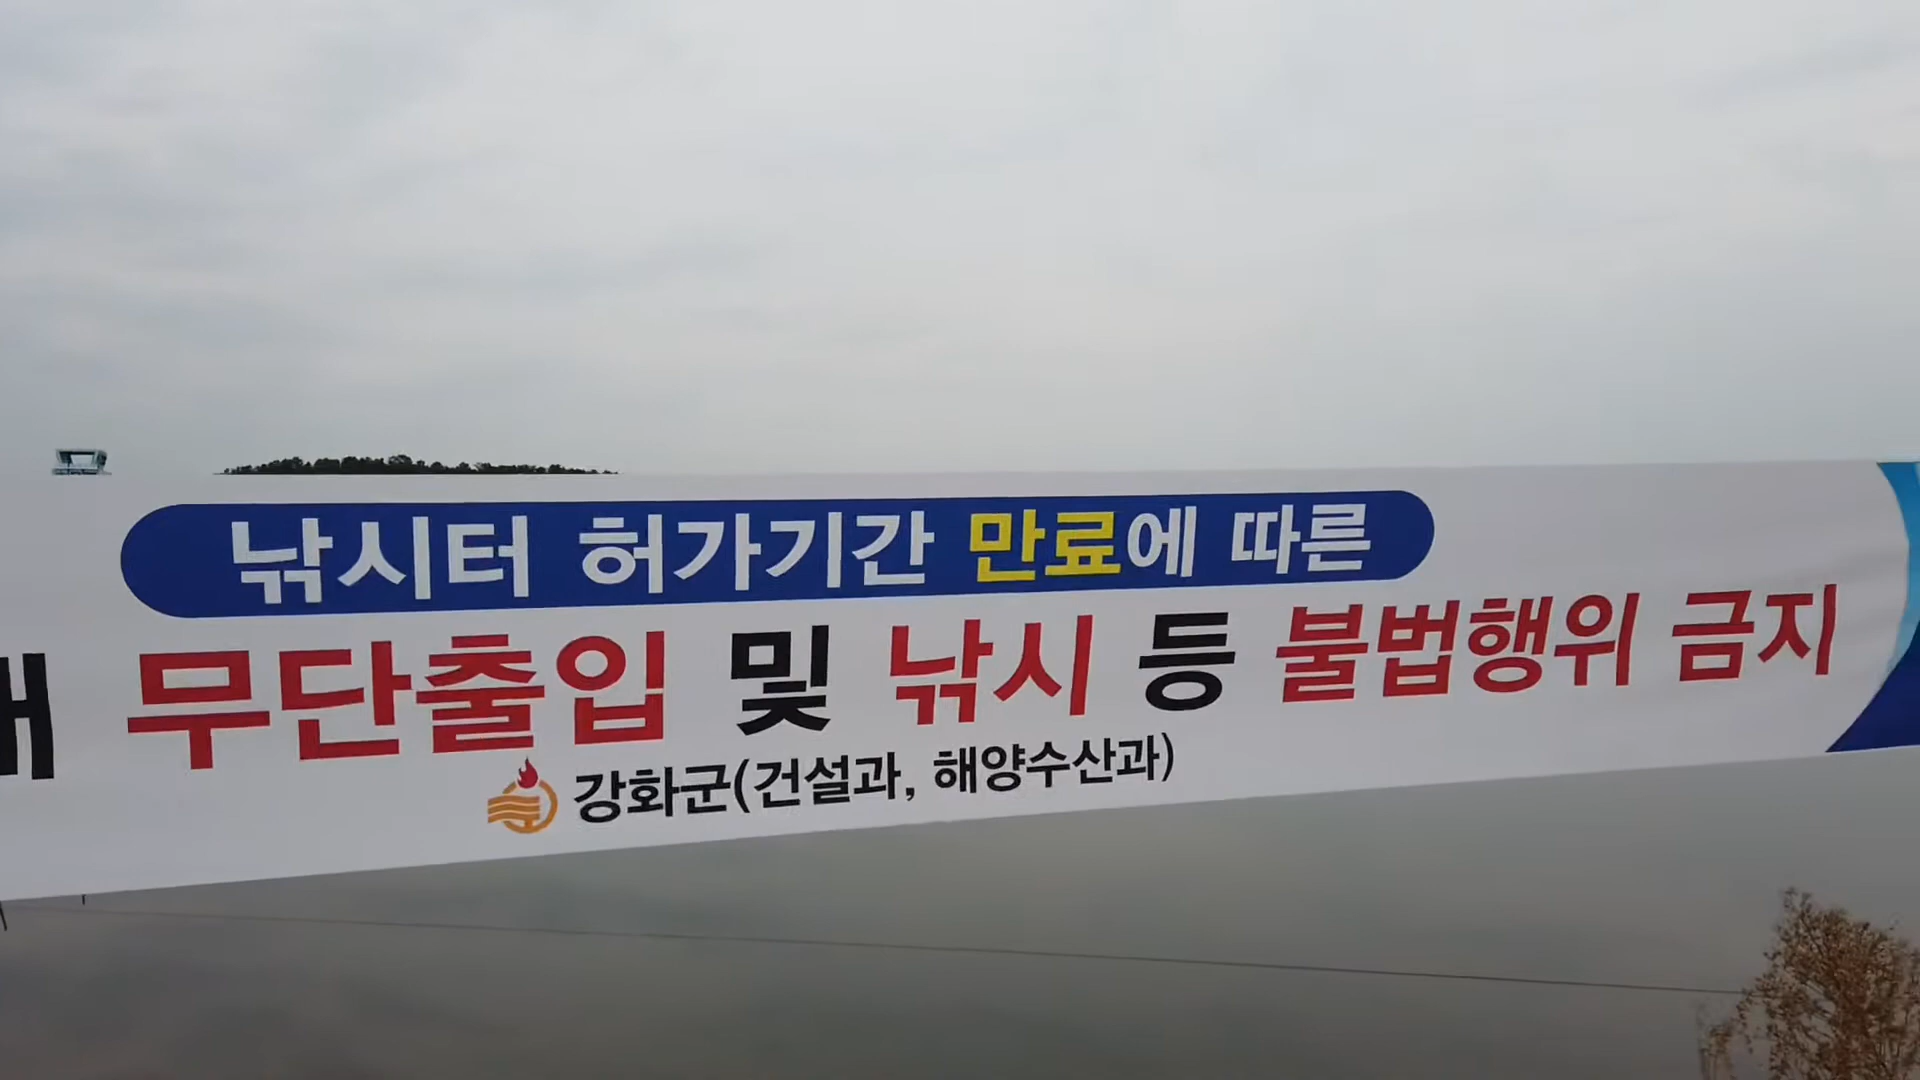 낚시터 허가기간 만료에 따른
무단출입 및 낚시 등 불법행위 금지
강화군(건설과, 해양수산과)